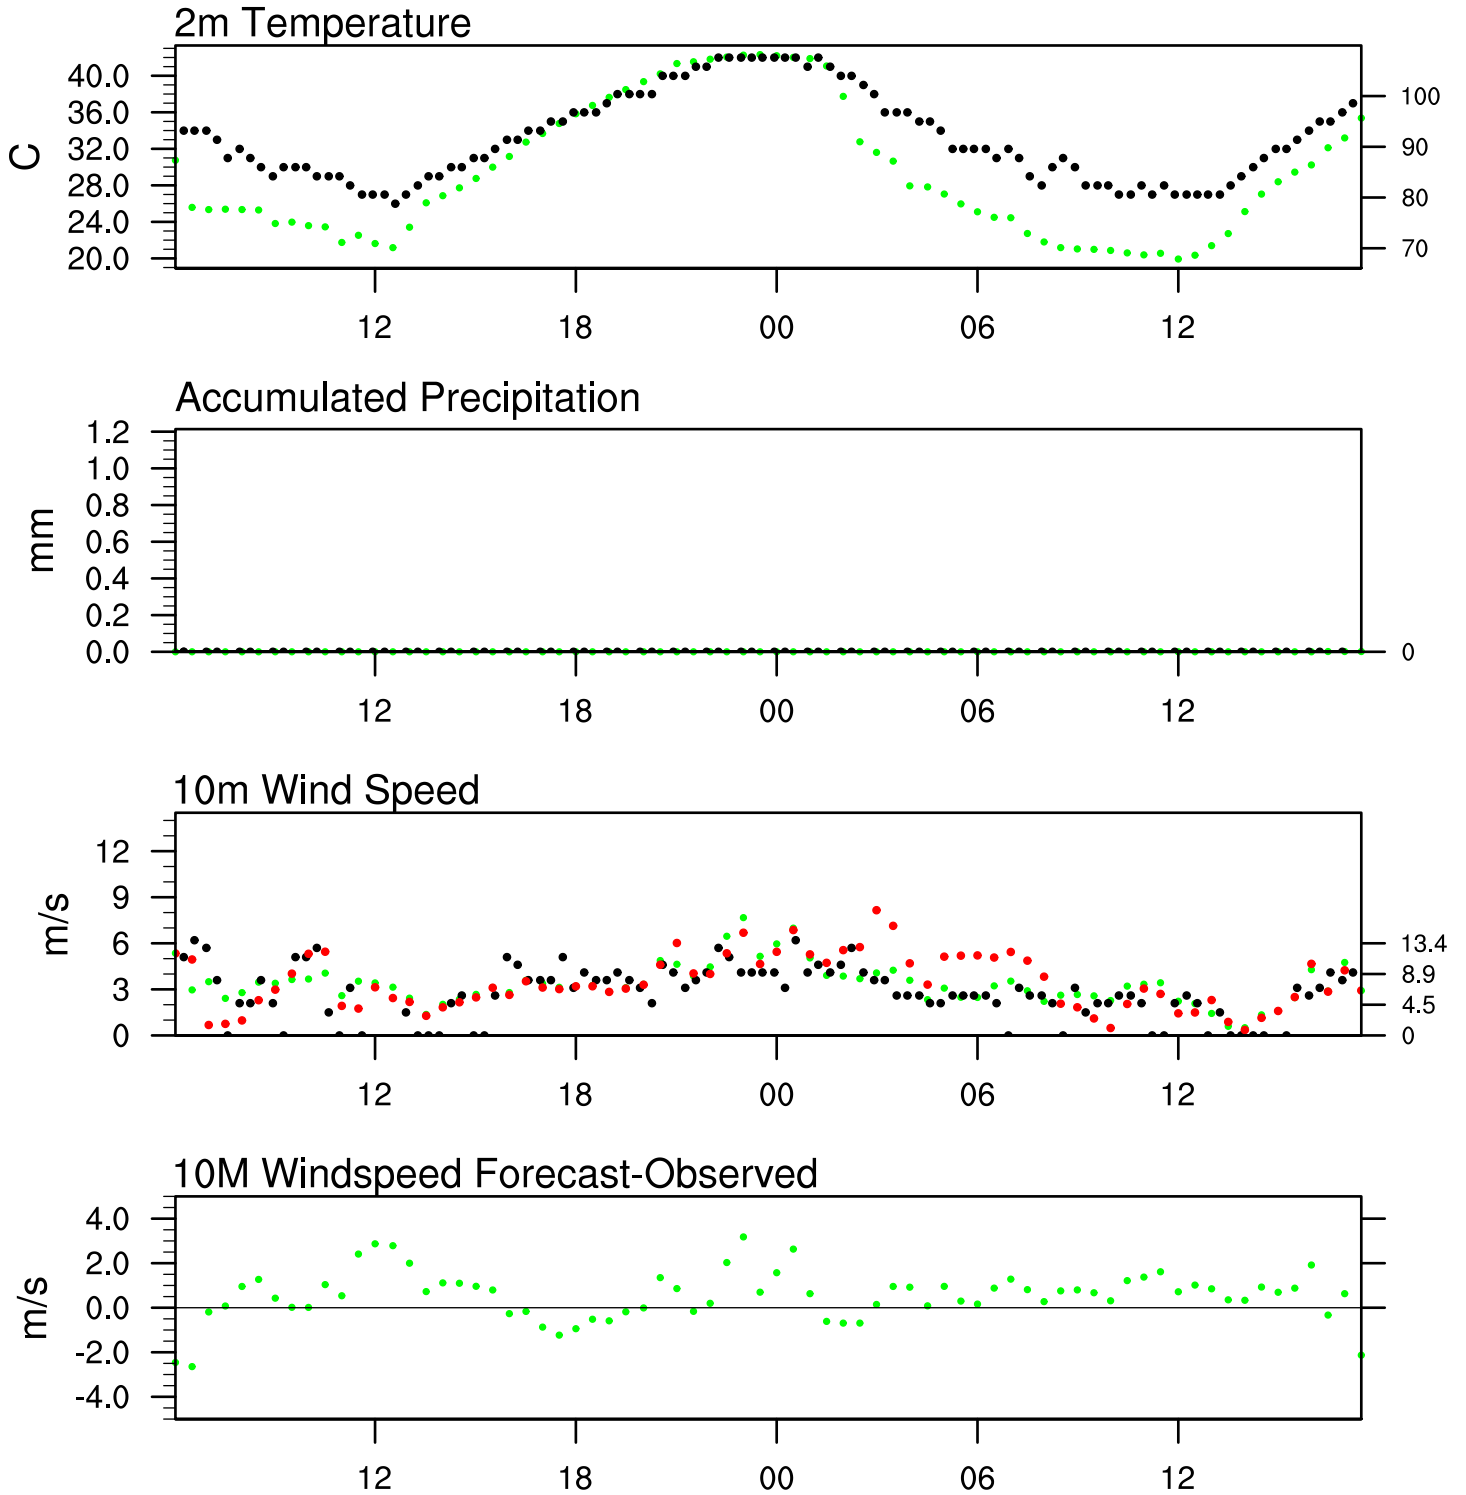 2m Temperature
40.0
36.0
32.0
28.0
24.0
20.0
C
100
90
80
70
12 18 00 06 12
Accumulated Precipitation
1.2
1.0
0.8
0.6
0.4
0.2
0.0
mm
0
12 18 00 06 12
10m Wind Speed
12
9
6
3
0
m/s
13.4
8.9
4.5
0
12 18 00 06 12
10M Windspeed Forecast-Observed
4.0
2.0
0.0
-2.0
-4.0
m/s
12 18 00 06 12